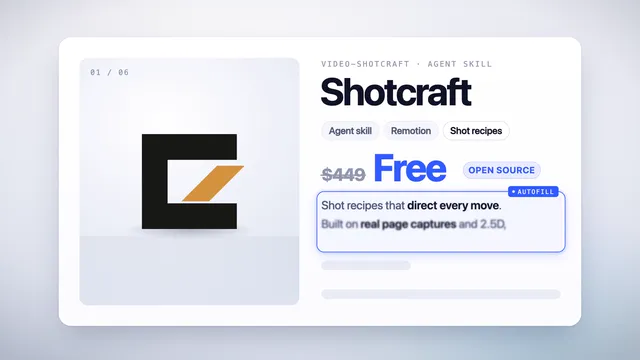 01 / 06
VIDEO-SHOTCRAFT · AGENT SKILL
Shotcraft
Agent skill
Remotion
Shot recipes
$449 Free OPEN SOURCE
AUTOFILL
Shot recipes that direct every move.
Built on real page captures and 2.5D,